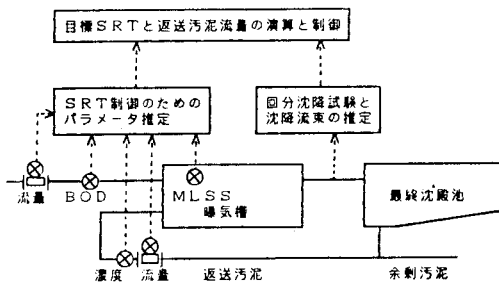 目標SRTと返送汚泥流量の演算と制御
SRT制御のための
パラメータ推定
回分沈降試験と
沈降流束の推定
流量
BOD
MLSS
曝気槽
最終沈殿池
濃度
流量
返送汚泥
余剰汚泥